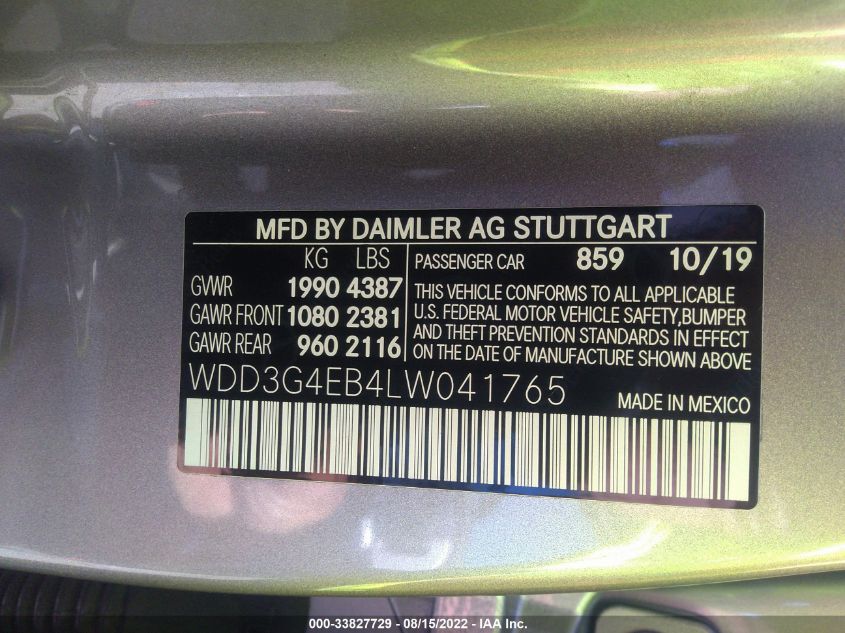 MFD BY DAIMLER AG STUTTGART
KG LBS
GVWR 1990 4387
GAWR FRONT 1080 2381
GAWR REAR 960 2116
PASSENGER CAR 859 10/19
THIS VEHICLE CONFORMS TO ALL APPLICABLE
U.S. FEDERAL MOTOR VEHICLE SAFETY,BUMPER
AND THEFT PREVENTION STANDARDS IN EFFECT
ON THE DATE OF MANUFACTURE SHOWN ABOVE
WDD3G4EB4LW041765
MADE IN MEXICO
000-33827729 - 08/15/2022 - IAA Inc.